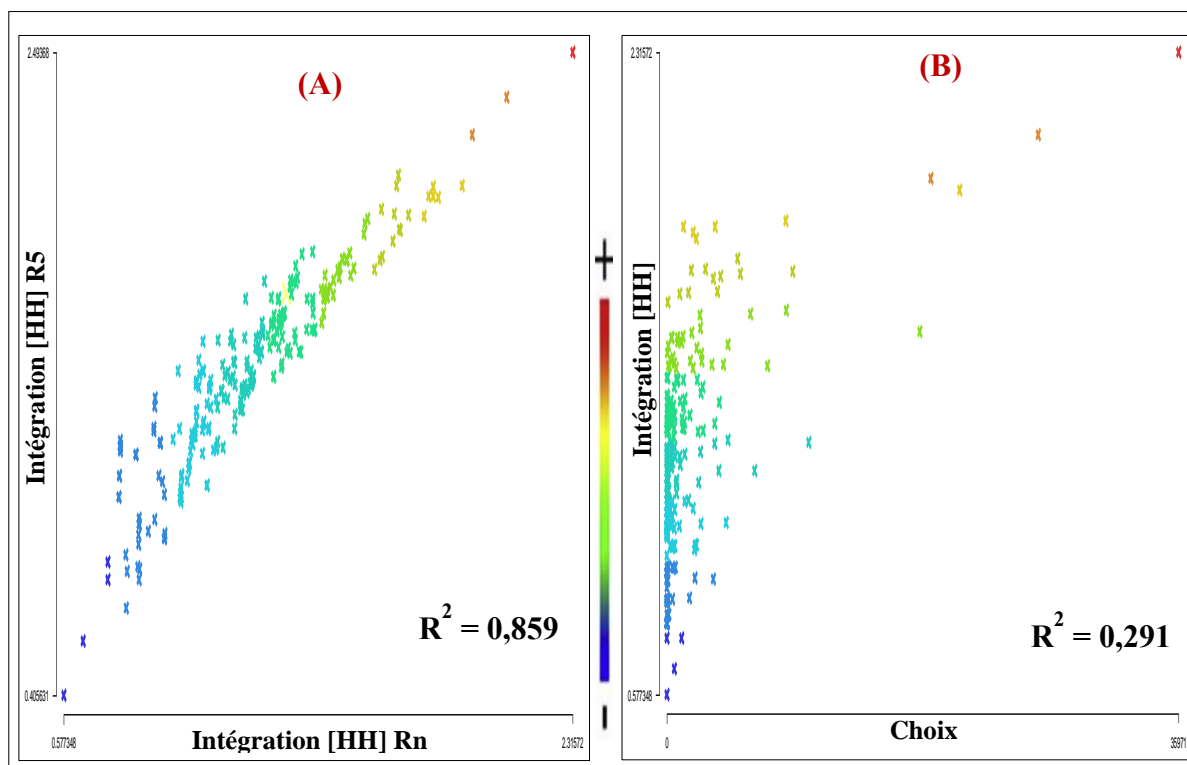 (A)
2.49368
Intégration [HH] R5
0.405631
R² = 0,859
0.577348
Intégration [HH] Rn
2.31572
+
-
(B)
2.31572
Intégration [HH]
0.577348
R² = 0,291
0
Choix
35971